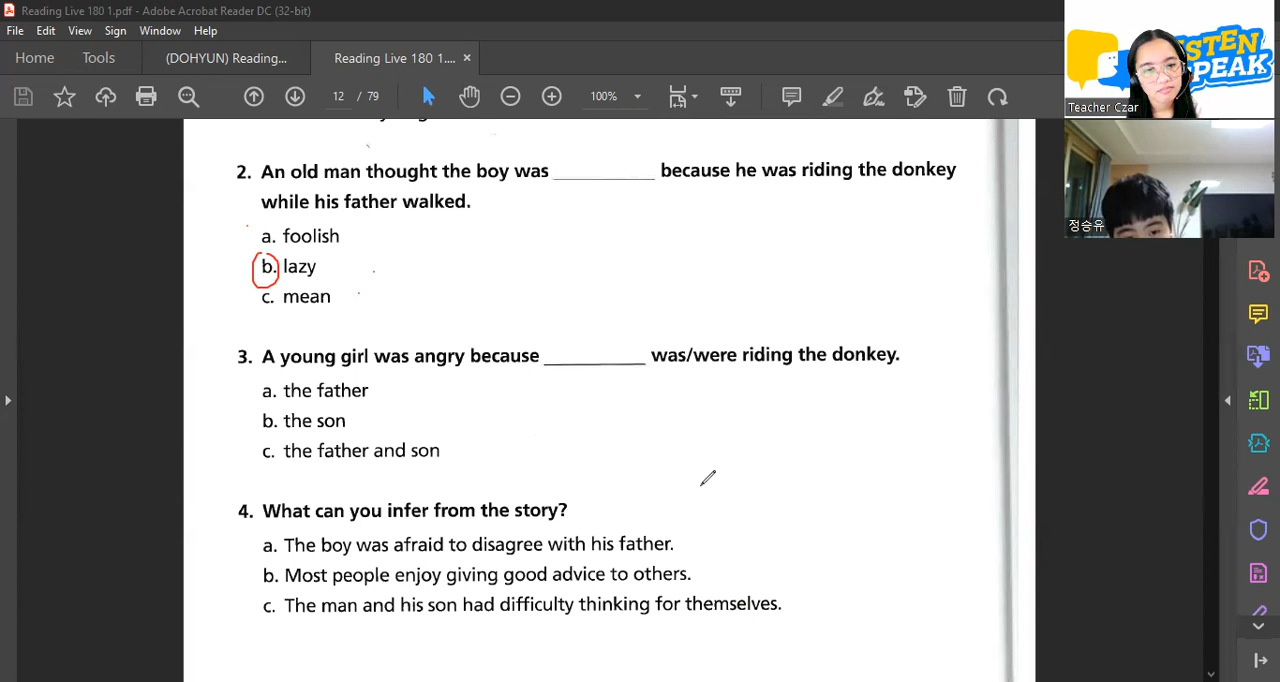 Reading Live 180 1.pdf - Adobe Acrobat Reader DC (32-bit)
File Edit View Sign Window Help
Home Tools (DOHYUN) Reading... Reading Live 180 1.... ×
12 / 79 100%
2. An old man thought the boy was __________ because he was riding the donkey
while his father walked.
a. foolish
b. lazy
c. mean
3. A young girl was angry because __________ was/were riding the donkey.
a. the father
b. the son
c. the father and son
4. What can you infer from the story?
a. The boy was afraid to disagree with his father.
b. Most people enjoy giving good advice to others.
c. The man and his son had difficulty thinking for themselves.
PEAK
Teacher Czar
정승유